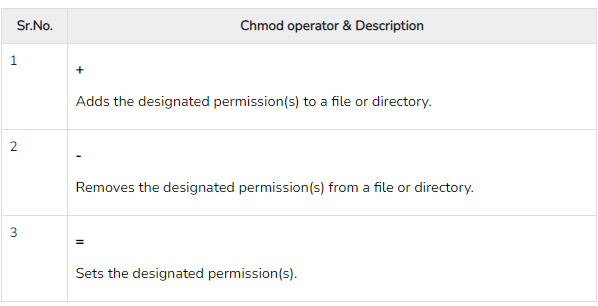 Sr.No. Chmod operator & Description
1
+
Adds the designated permission(s) to a file or directory.
2
-
Removes the designated permission(s) from a file or directory.
3
=
Sets the designated permission(s).